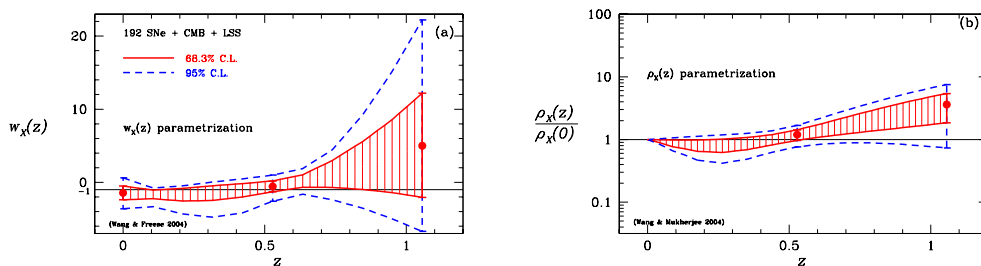 (a)
192 SNe + CMB + LSS
68.3% C.L.
95% C.L.
w_X(z) parametrization
(Wang & Freese 2004)
w_X(z)
20
10
0
-1
0
0.5
1
z
(b)
ρ_X(z) parametrization
(Wang & Mukherjee 2004)
ρ_X(z)
ρ_X(0)
100
10
1
0.1
0
0.5
1
z